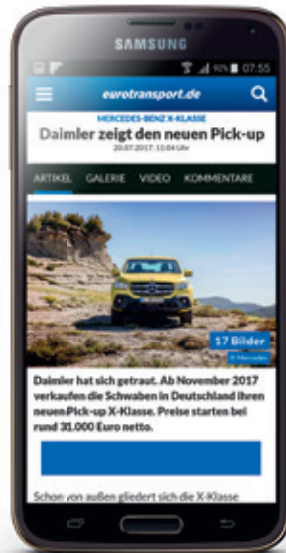 SAMSUNG
90% 07:55
eurotransport.de
MERCEDES-BENZ X-KLASSE
Daimler zeigt den neuen Pick-up
20.07.2017: 11:04 Uhr
ARTIKEL GALERIE VIDEO KOMMENTARE
17 Bilder
© Mercedes
Daimler hat sich getraut. Ab November 2017
verkaufen die Schwaben in Deutschland ihren
neuen Pick-up X-Klasse. Preise starten bei
rund 31.000 Euro netto.
Schon von außen gliedert sich die X-Klasse